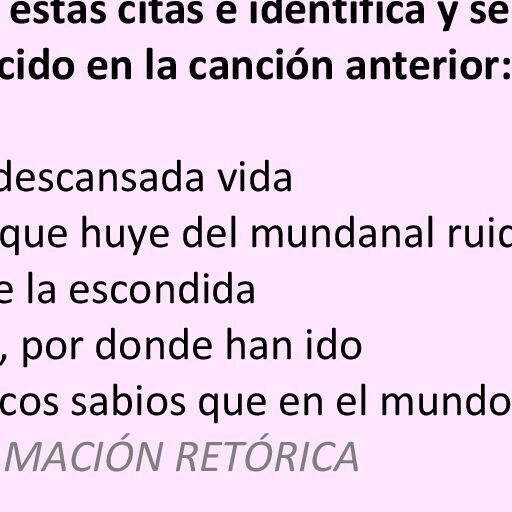 estas citas e identifica y se
cido en la canción anterior:
descansada vida
que huye del mundanal ruid
e la escondida
, por donde han ido
cos sabios que en el mundo
MACIÓN RETÓRICA